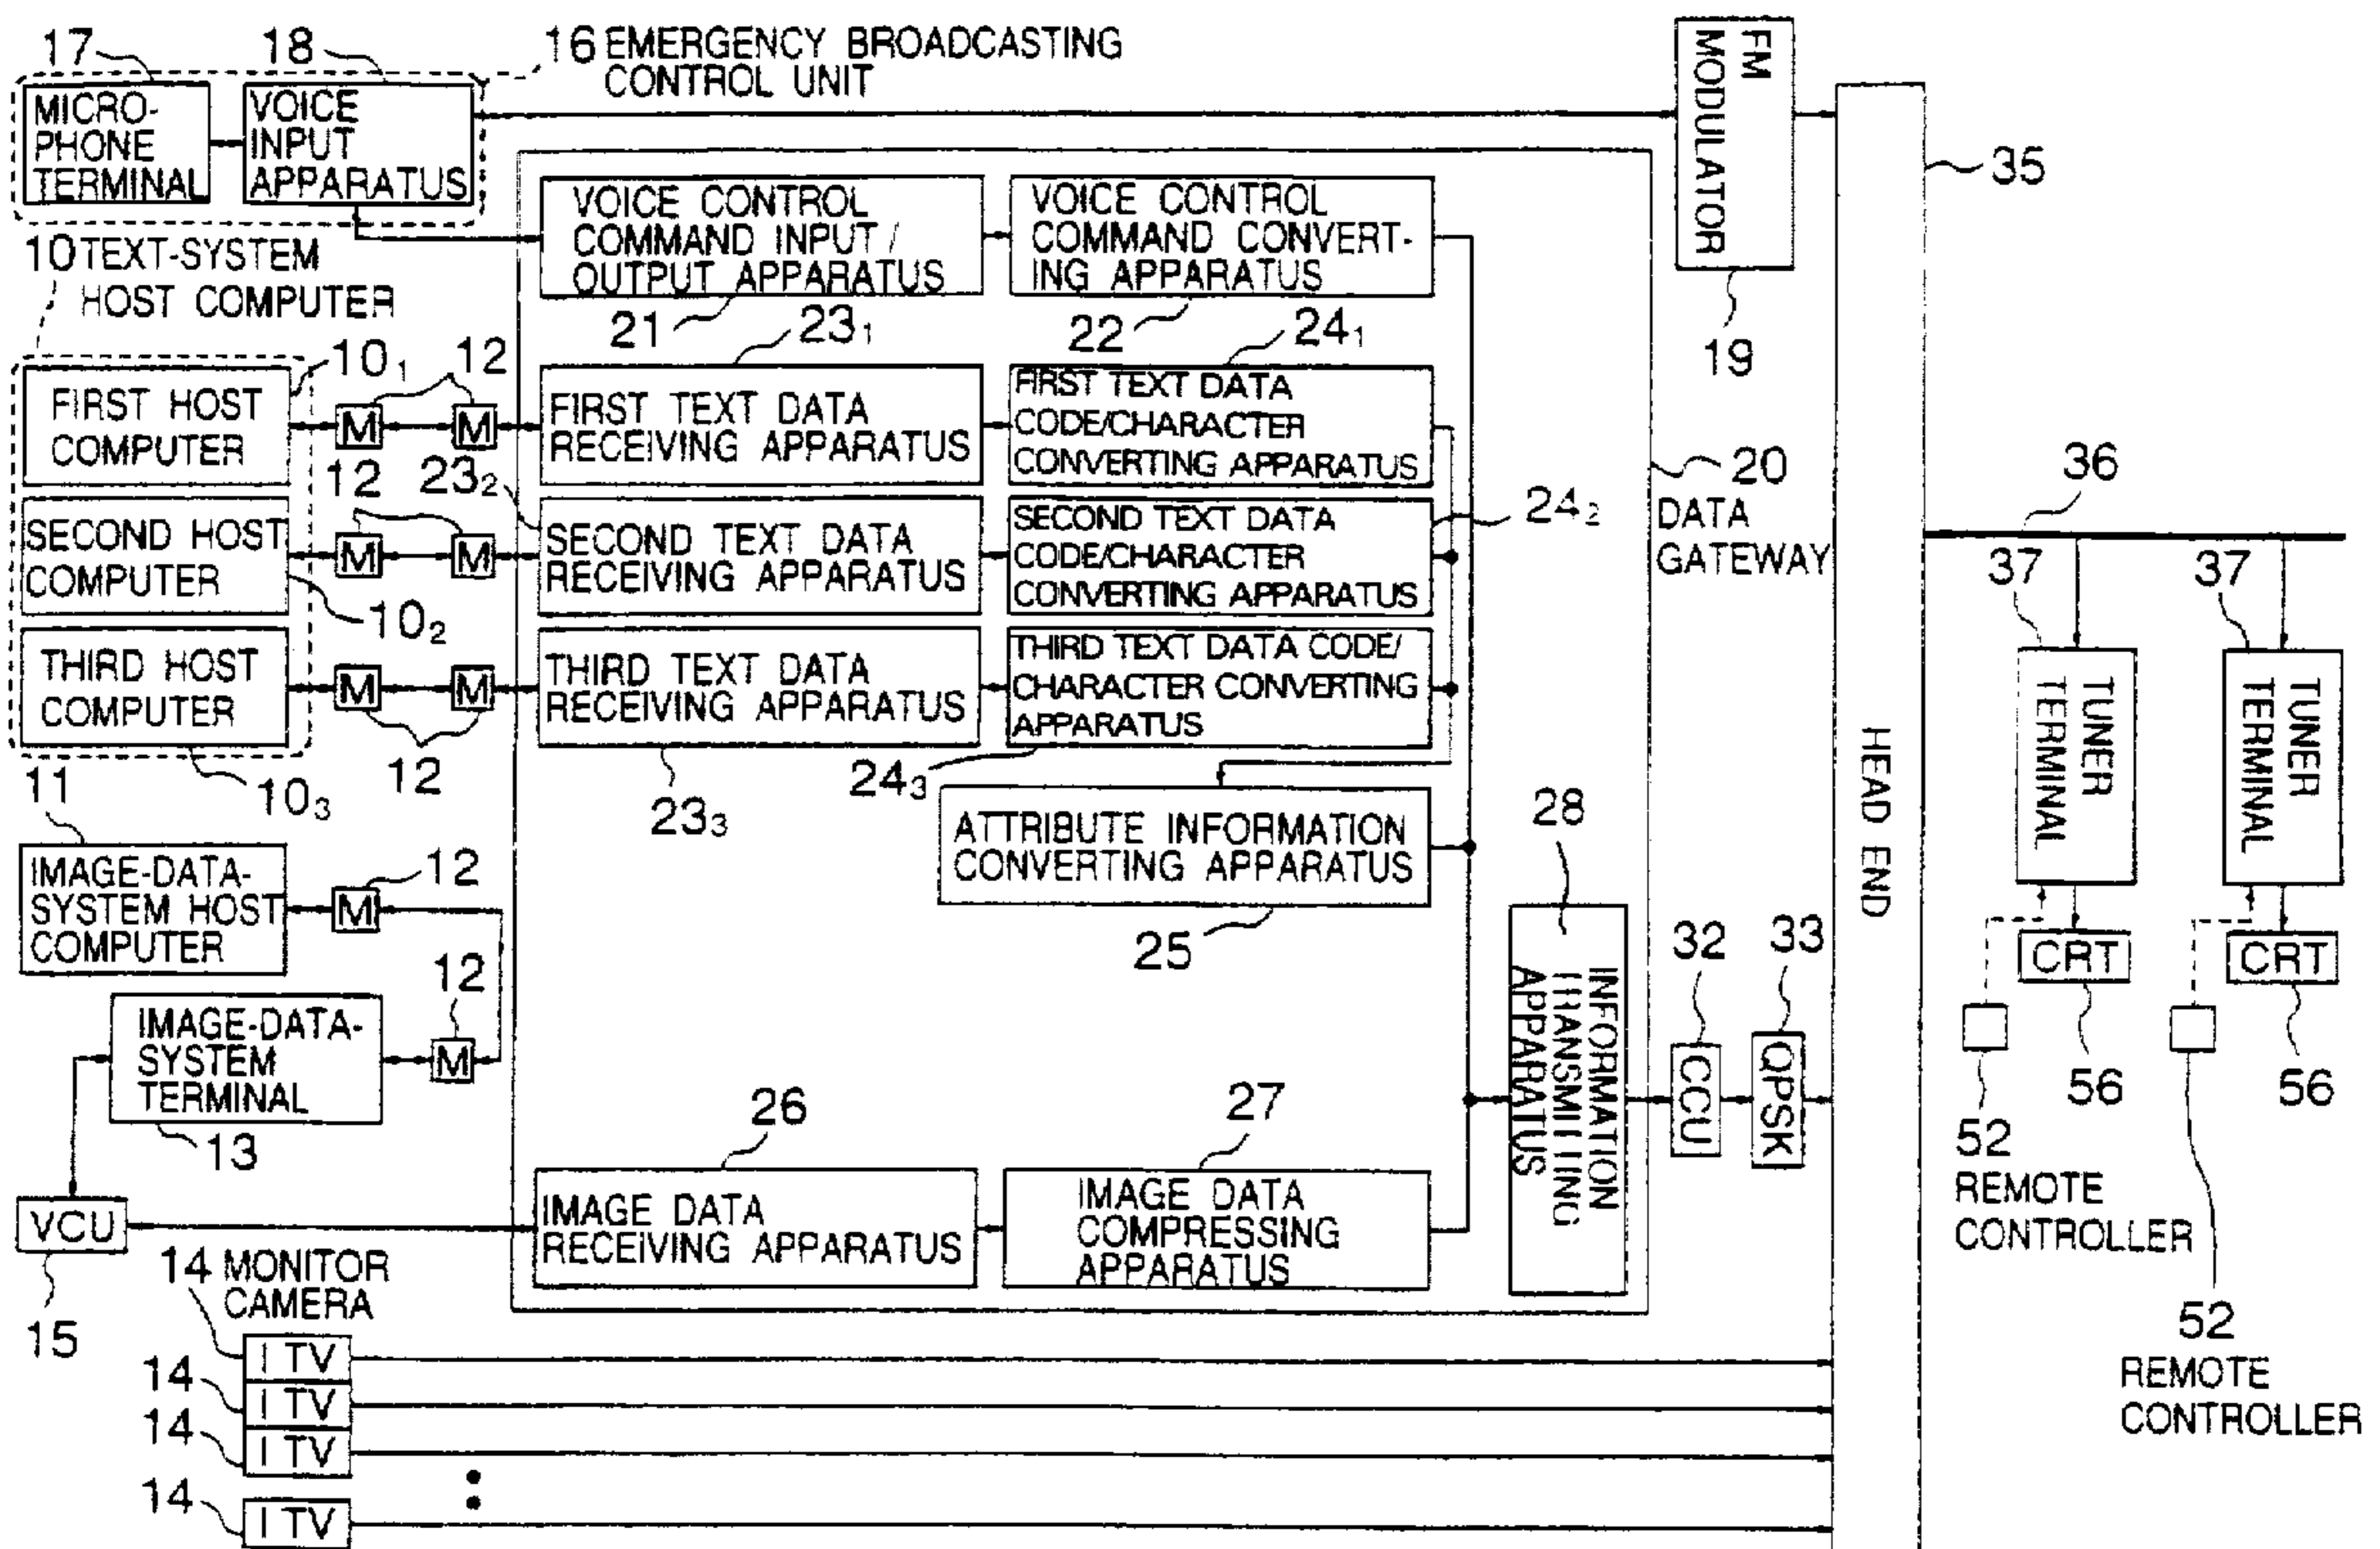 17
18
16 EMERGENCY BROADCASTING
CONTROL UNIT
MICRO-
PHONE
TERMINAL
VOICE
INPUT
APPARATUS
FM
MODULATOR
19
35
10 TEXT-SYSTEM
HOST COMPUTER
VOICE CONTROL
COMMAND INPUT/
OUTPUT APPARATUS
21
VOICE CONTROL
COMMAND CONVERT-
ING APPARATUS
22
FIRST HOST
COMPUTER
10₁
12
M
M
23₁
FIRST TEXT DATA
RECEIVING APPARATUS
24₁
FIRST TEXT DATA
CODE/CHARACTER
CONVERTING APPARATUS
20
DATA
GATEWAY
SECOND HOST
COMPUTER
10₂
12
M
M
23₂
SECOND TEXT DATA
RECEIVING APPARATUS
24₂
SECOND TEXT DATA
CODE/CHARACTER
CONVERTING APPARATUS
THIRD HOST
COMPUTER
10₃
M
M
12
THIRD TEXT DATA
RECEIVING APPARATUS
23₃
THIRD TEXT DATA CODE/
CHARACTER CONVERTING
APPARATUS
24₃
ATTRIBUTE INFORMATION
CONVERTING APPARATUS
25
11
IMAGE-DATA-
SYSTEM HOST
COMPUTER
12
M
12
M
IMAGE-DATA-
SYSTEM
TERMINAL
13
VCU
15
26
IMAGE DATA
RECEIVING APPARATUS
27
IMAGE DATA
COMPRESSING
APPARATUS
28
INFORMATION
TRANSMITTING
APPARATUS
32
CCU
33
QPSK
HEAD END
36
37
TUNER
TERMINAL
37
TUNER
TERMINAL
CRT
56
CRT
56
52
REMOTE
CONTROLLER
52
REMOTE
CONTROLLER
14 MONITOR
CAMERA
ITV
14
ITV
14
ITV
14
ITV